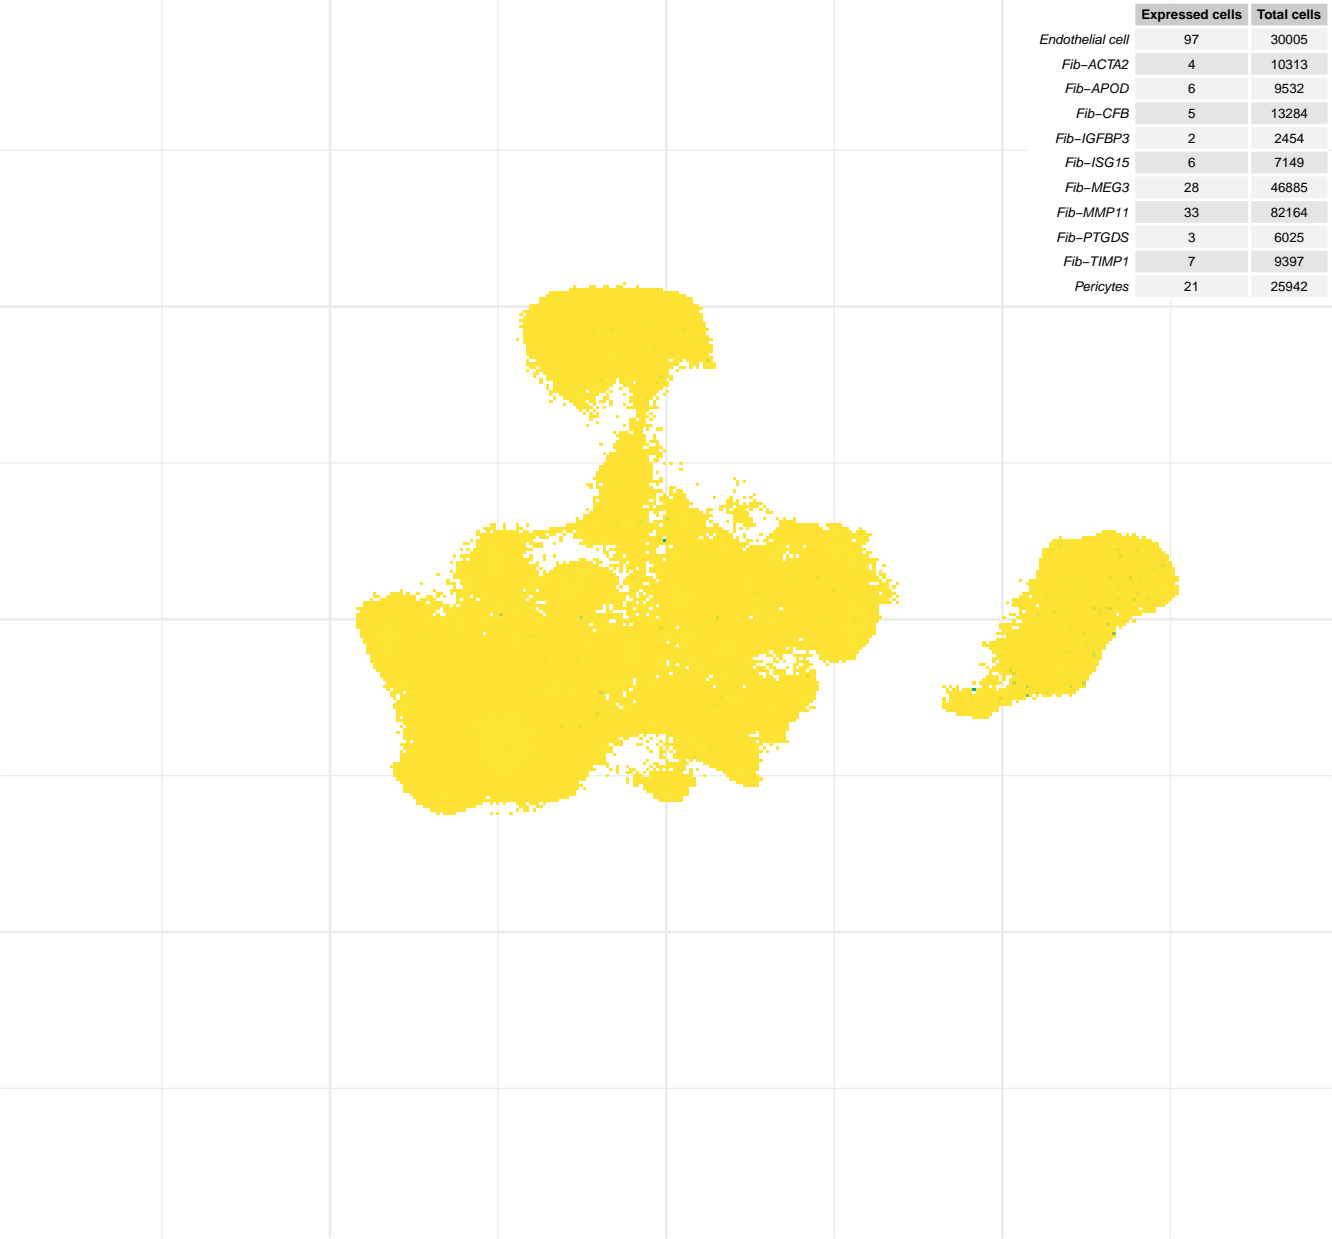 Expressed cells Total cells
Endothelial cell 97 30005
Fib−ACTA2 4 10313
Fib−APOD 6 9532
Fib−CFB 5 13284
Fib−IGFBP3 2 2454
Fib−ISG15 6 7149
Fib−MEG3 28 46885
Fib−MMP11 33 82164
Fib−PTGDS 3 6025
Fib−TIMP1 7 9397
Pericytes 21 25942